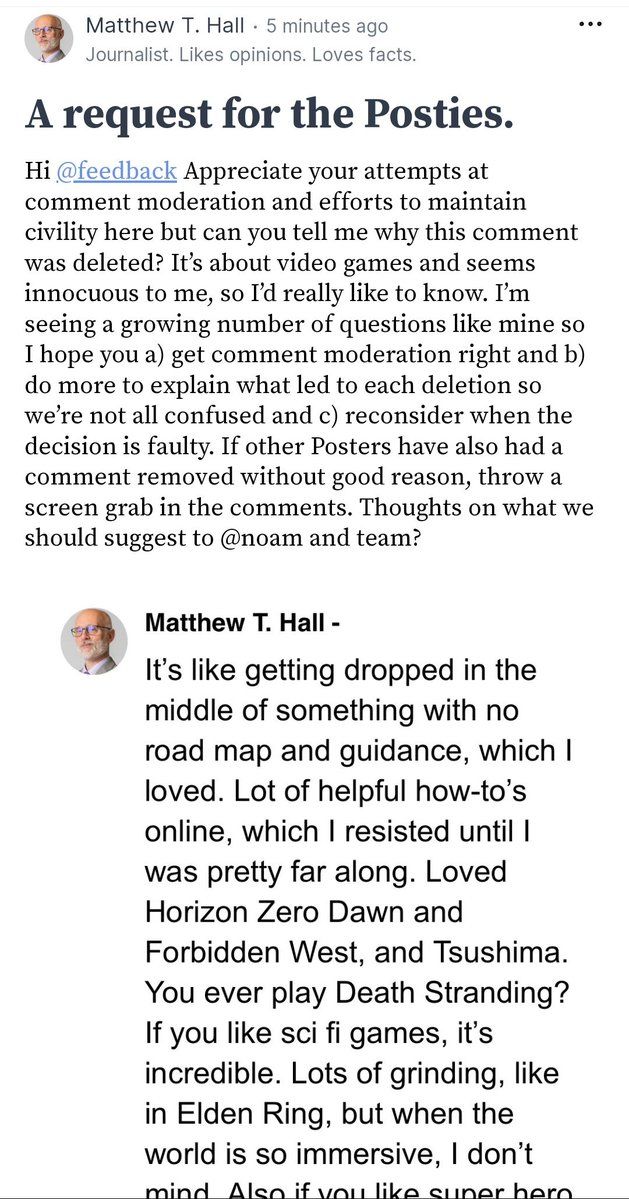 Matthew T. Hall · 5 minutes ago
Journalist. Likes opinions. Loves facts.
A request for the Posties.
Hi @feedback Appreciate your attempts at
comment moderation and efforts to maintain
civility here but can you tell me why this comment
was deleted? It’s about video games and seems
innocuous to me, so I’d really like to know. I’m
seeing a growing number of questions like mine so
I hope you a) get comment moderation right and b)
do more to explain what led to each deletion so
we’re not all confused and c) reconsider when the
decision is faulty. If other Posters have also had a
comment removed without good reason, throw a
screen grab in the comments. Thoughts on what we
should suggest to @noam and team?
Matthew T. Hall -
It’s like getting dropped in the
middle of something with no
road map and guidance, which I
loved. Lot of helpful how-to’s
online, which I resisted until I
was pretty far along. Loved
Horizon Zero Dawn and
Forbidden West, and Tsushima.
You ever play Death Stranding?
If you like sci fi games, it’s
incredible. Lots of grinding, like
in Elden Ring, but when the
world is so immersive, I don’t
mind. Also if you like super hero